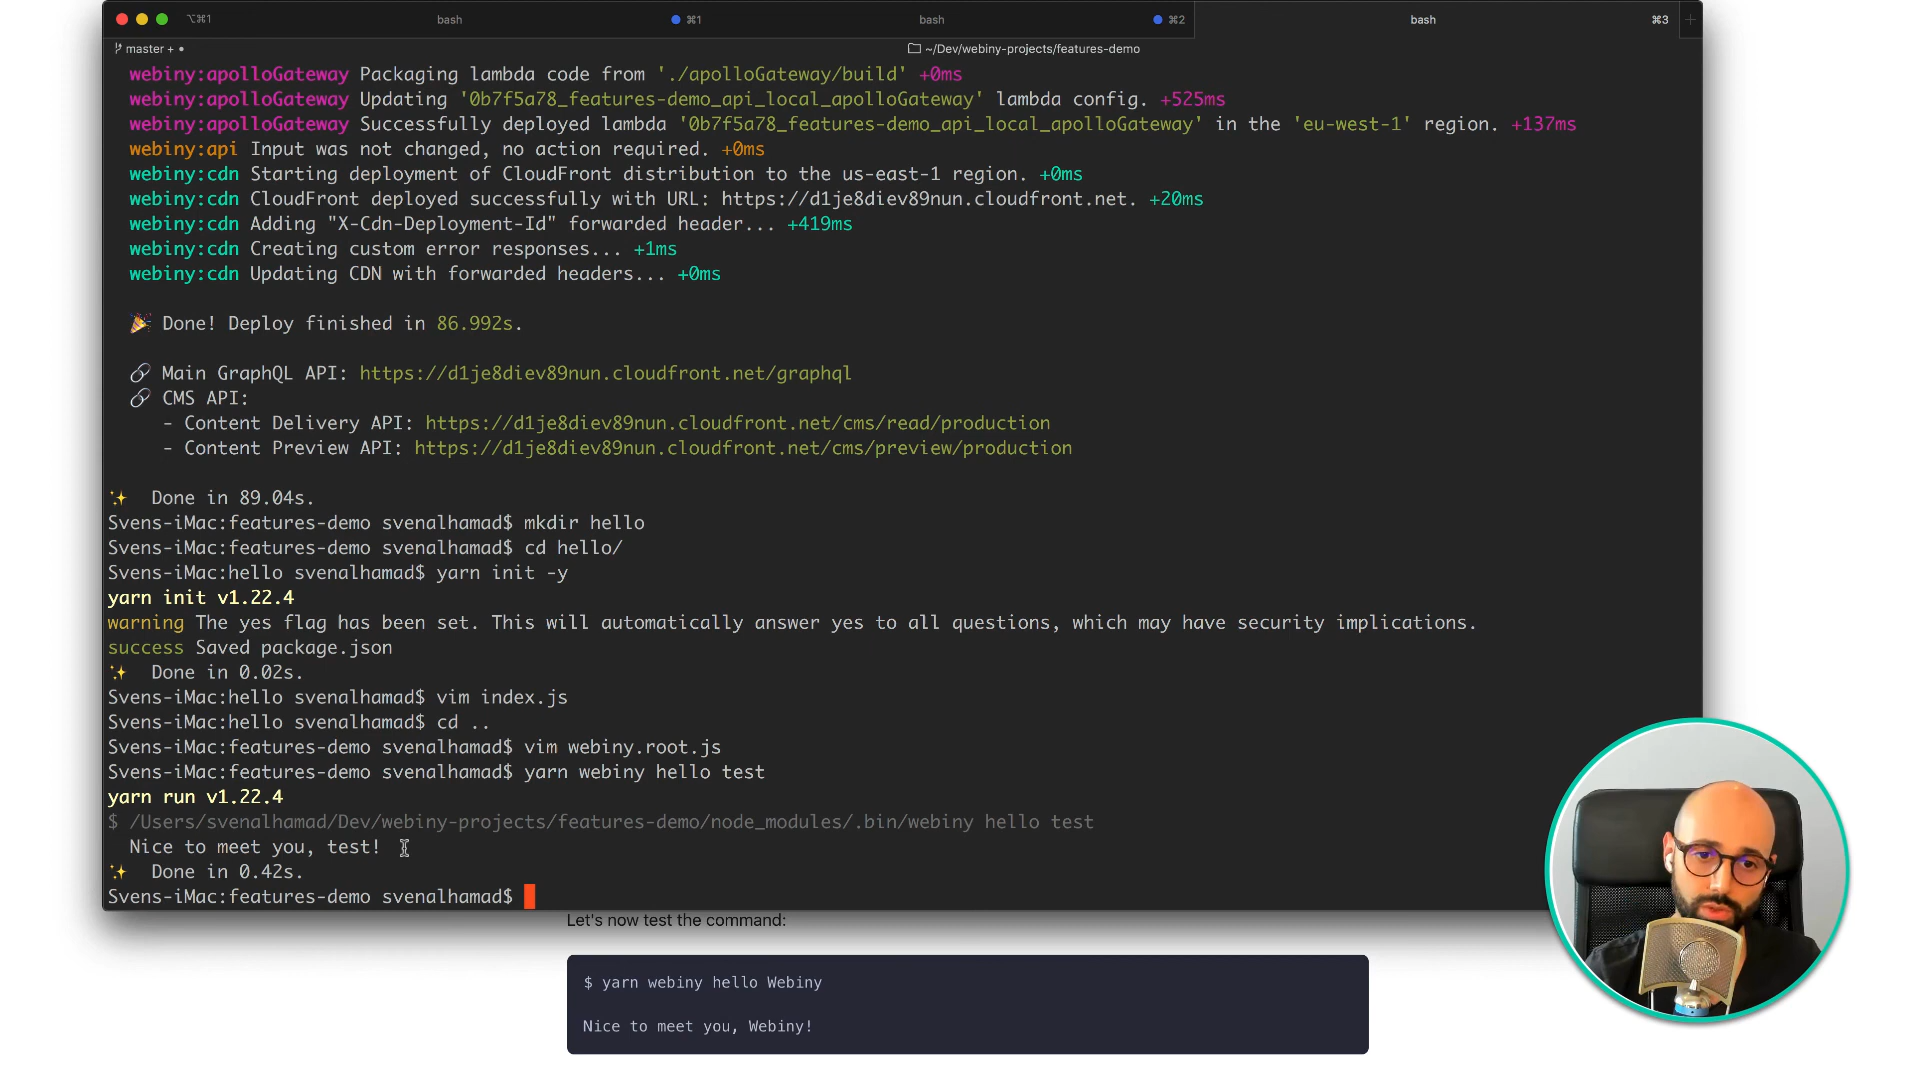 ⌥⌘1 bash ⌘1 bash ⌘2 bash ⌘3 +
master + • ~/Dev/webiny-projects/features-demo
webiny:apolloGateway Packaging lambda code from './apolloGateway/build' +0ms
webiny:apolloGateway Updating '0b7f5a78_features-demo_api_local_apolloGateway' lambda config. +525ms
webiny:apolloGateway Successfully deployed lambda '0b7f5a78_features-demo_api_local_apolloGateway' in the 'eu-west-1' region. +137ms
webiny:api Input was not changed, no action required. +0ms
webiny:cdn Starting deployment of CloudFront distribution to the us-east-1 region. +0ms
webiny:cdn CloudFront deployed successfully with URL: https://d1je8diev89nun.cloudfront.net. +20ms
webiny:cdn Adding "X-Cdn-Deployment-Id" forwarded header... +419ms
webiny:cdn Creating custom error responses... +1ms
webiny:cdn Updating CDN with forwarded headers... +0ms
🎉 Done! Deploy finished in 86.992s.
🔗 Main GraphQL API: https://d1je8diev89nun.cloudfront.net/graphql
🔗 CMS API:
- Content Delivery API: https://d1je8diev89nun.cloudfront.net/cms/read/production
- Content Preview API: https://d1je8diev89nun.cloudfront.net/cms/preview/production
✨ Done in 89.04s.
Svens-iMac:features-demo svenalhamad$ mkdir hello
Svens-iMac:features-demo svenalhamad$ cd hello/
Svens-iMac:hello svenalhamad$ yarn init -y
yarn init v1.22.4
warning The yes flag has been set. This will automatically answer yes to all questions, which may have security implications.
success Saved package.json
✨ Done in 0.02s.
Svens-iMac:hello svenalhamad$ vim index.js
Svens-iMac:hello svenalhamad$ cd ..
Svens-iMac:features-demo svenalhamad$ vim webiny.root.js
Svens-iMac:features-demo svenalhamad$ yarn webiny hello test
yarn run v1.22.4
$ /Users/svenalhamad/Dev/webiny-projects/features-demo/node_modules/.bin/webiny hello test
Nice to meet you, test!
✨ Done in 0.42s.
Svens-iMac:features-demo svenalhamad$
Let's now test the command:
$ yarn webiny hello Webiny
Nice to meet you, Webiny!